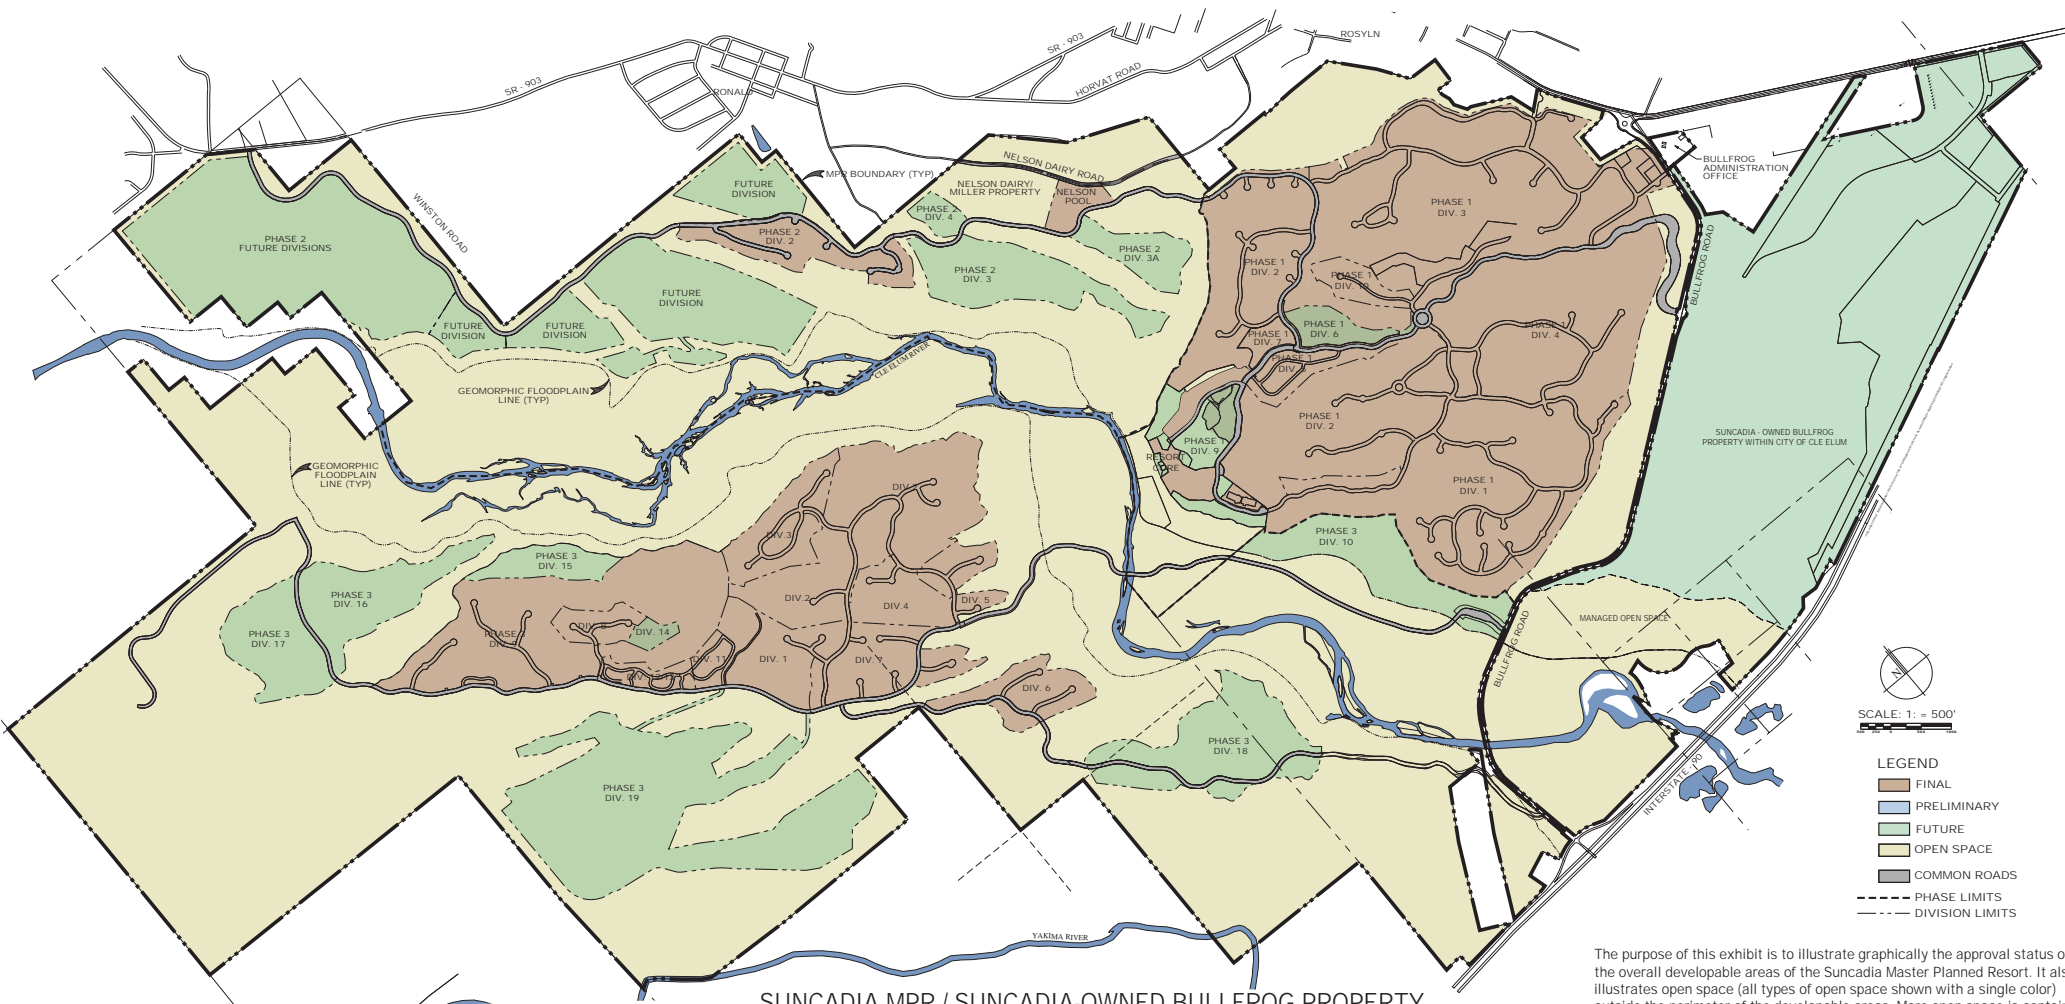 ROSYLN
SR - 903
HORVAT ROAD
SR - 903
RONALD
BULLFROG
ADMINISTRATION
OFFICE
NELSON DAIRY ROAD
MPR BOUNDARY (TYP)
FUTURE
DIVISION
NELSON DAIRY/
MILLER PROPERTY
NELSON
POOL
PHASE 2
DIV. 4
PHASE 1
DIV. 3
WINSTON ROAD
PHASE 2
FUTURE DIVISIONS
PHASE 2
DIV. 2
PHASE 2
DIV. 3A
PHASE 2
DIV. 3
PHASE 1
DIV. 2
PHASE 1
BULLFROG ROAD
FUTURE
DIVISION
FUTURE
DIVISION
FUTURE
DIVISION
PHASE 1
DIV. 6
PHASE 1
DIV. 4
PHASE 1
DIV. 7
PHASE 1
CLE ELUM RIVER
GEOMORPHIC FLOODPLAIN
LINE (TYP)
PHASE 1
DIV. 2
PHASE 1
DIV. 9
RESORT
CORE
SUNCADIA - OWNED BULLFROG
PROPERTY WITHIN CITY OF CLE ELUM
GEOMORPHIC
FLOODPLAIN
LINE (TYP)
PHASE 1
DIV. 1
DIV.3
PHASE 3
DIV. 10
PHASE 3
DIV. 15
PHASE 3
DIV. 16
DIV.2
DIV.4
DIV. 5
MANAGED OPEN SPACE
PHASE 3
DIV. 17
DIV. 14
DIV. 11
DIV. 1
DIV. 7
DIV. 6
BULLFROG ROAD
PHASE 3
DIV. 18
PHASE 3
DIV. 19
INTERSTATE - 90
YAKIMA RIVER
N
SCALE: 1: = 500'
LEGEND
FINAL
PRELIMINARY
FUTURE
OPEN SPACE
COMMON ROADS
PHASE LIMITS
DIVISION LIMITS
The purpose of this exhibit is to illustrate graphically the approval status o
the overall developable areas of the Suncadia Master Planned Resort. It als
illustrates open space (all types of open space shown with a single color)
SUNCADIA MPR / SUNCADIA OWNED BULLFROG PROPERTY